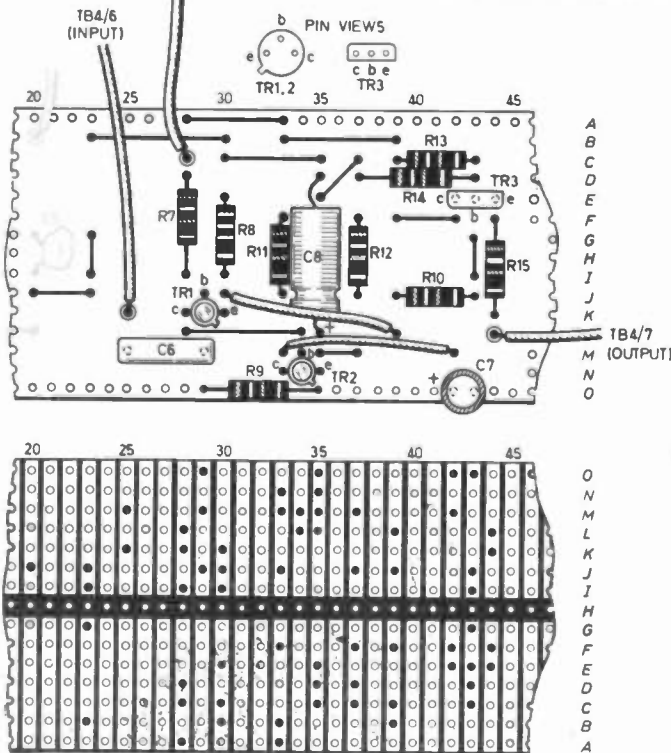 TB4/6
(INPUT)
b
PIN VIEWS
e
c
c b e
TR1,2
TR3
20 25 30 35 40 45
A
B
C
D
E
F
G
H
I
J
K
M
N
O
R13
R14
TR3
c
b
e
R7
R8
R11
C8
R12
R10
R15
TR1
b
c
e
+
C6
TB4/7
(OUTPUT)
b
c
e
TR2
R9
+
C7
20 25 30 35 40 45
O
N
M
L
K
J
I
H
G
F
E
D
C
B
A